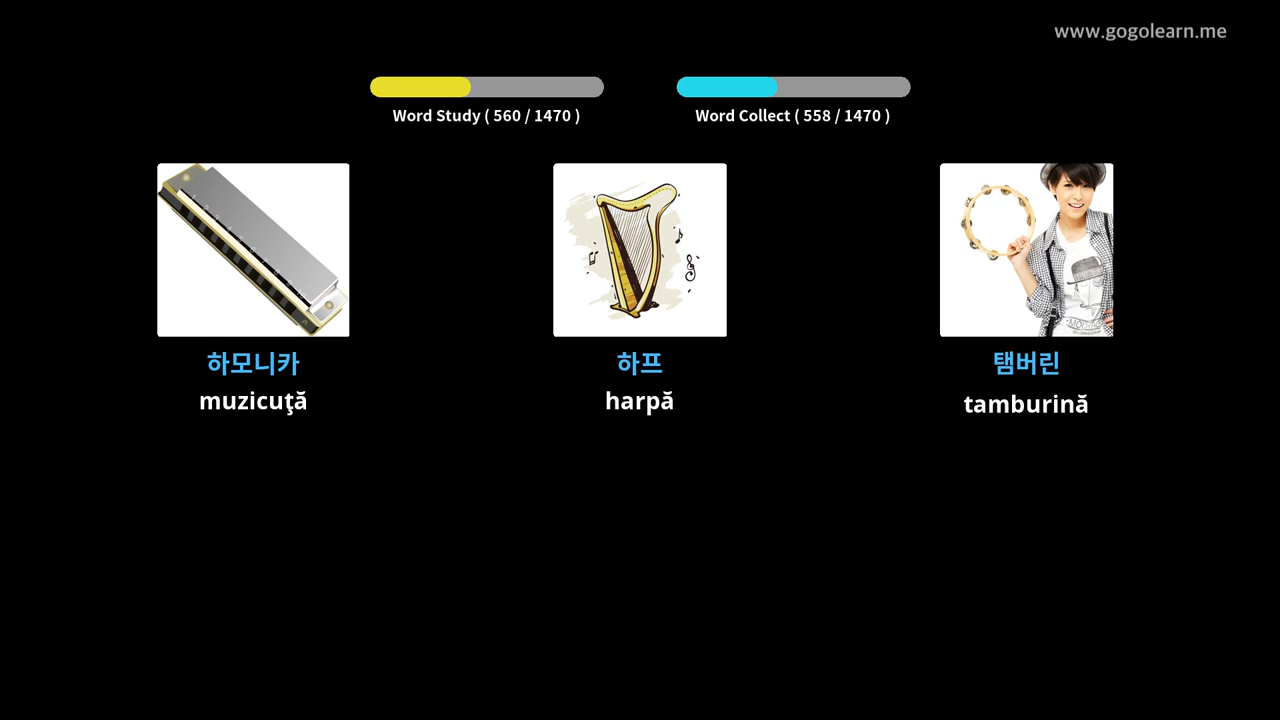 www.gogolearn.me
Word Study ( 560 / 1470 )
Word Collect ( 558 / 1470 )
하모니카
하프
탬버린
muzicuţă
harpă
tamburină